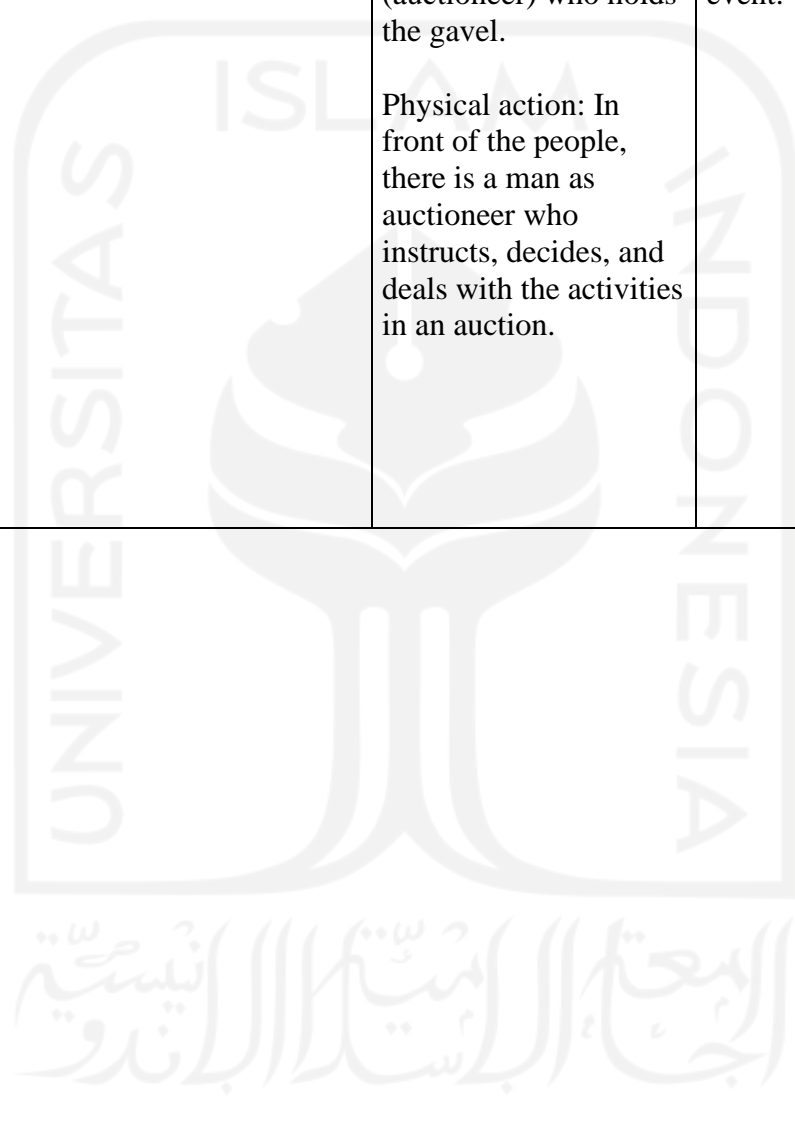 (auctioneer) who holds
the gavel.
event.
Physical action: In
front of the people,
there is a man as
auctioneer who
instructs, decides, and
deals with the activities
in an auction.
UNIVERSITAS
ISLAM
INDONESIA